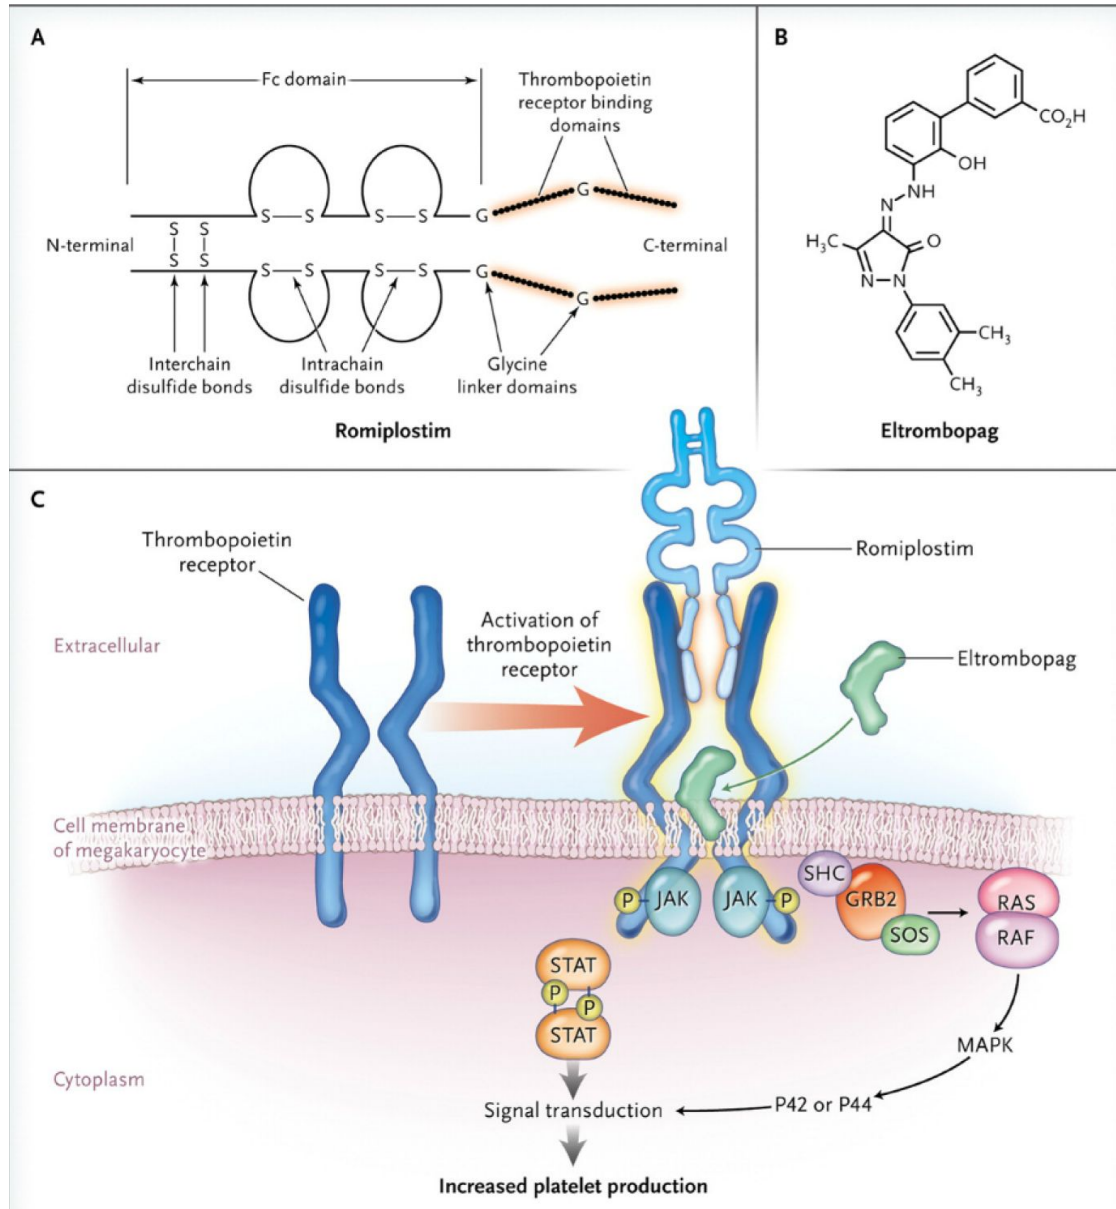 A
Fc domain
Thrombopoietin
receptor binding
domains
G
S—S
S—S
G
S
S
S
S
N-terminal
C-terminal
S—S
S—S
G
G
Interchain
disulfide bonds
Intrachain
disulfide bonds
Glycine
linker domains
Romiplostim
B
CO₂H
OH
NH
N
H₃C
O
N
N
CH₃
CH₃
Eltrombopag
C
Thrombopoietin
receptor
Romiplostim
Extracellular
Activation of
thrombopoietin
receptor
Eltrombopag
Cell membrane
of megakaryocyte
P
JAK
JAK
P
SHC
GRB2
SOS
RAS
RAF
STAT
P
P
STAT
MAPK
Cytoplasm
P42 or P44
Signal transduction
Increased platelet production